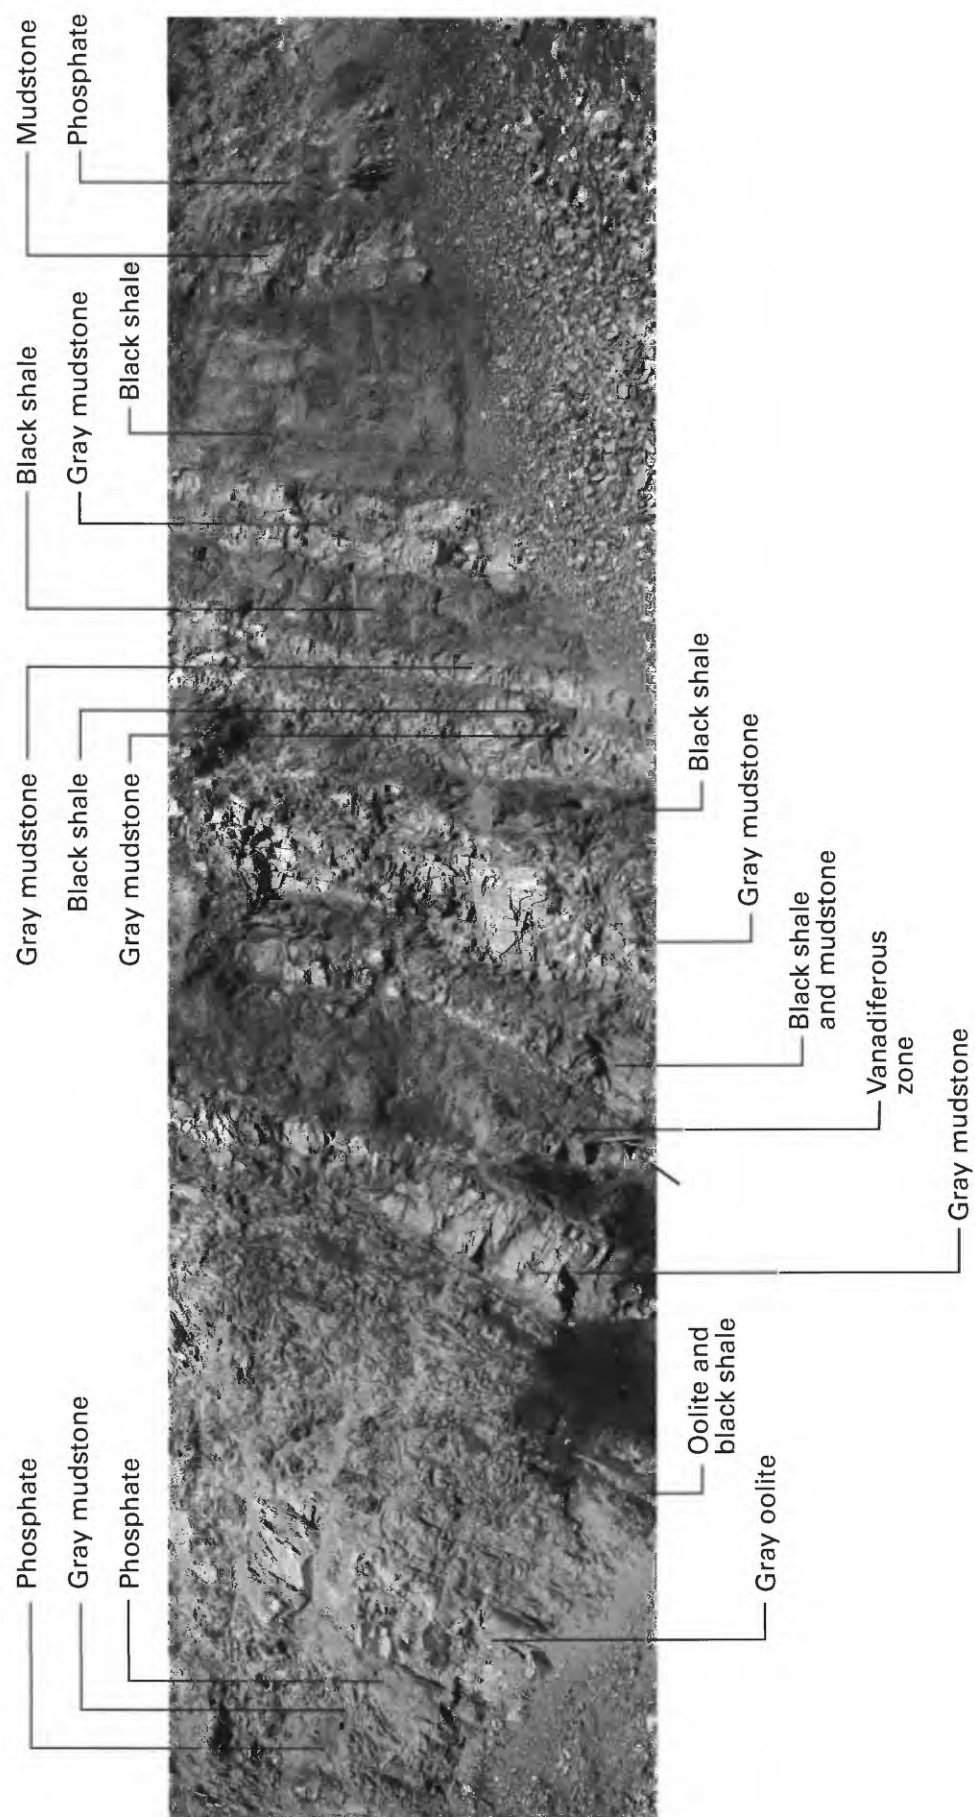 Phosphate
Gray mudstone
Phosphate
Gray mudstone
Black shale
Gray mudstone
Black shale
Gray mudstone
Black shale
Mudstone
Phosphate
Oolite and
black shale
Gray oolite
Gray mudstone
Vanadiferous
zone
Black shale
and mudstone
Gray mudstone
Black shale